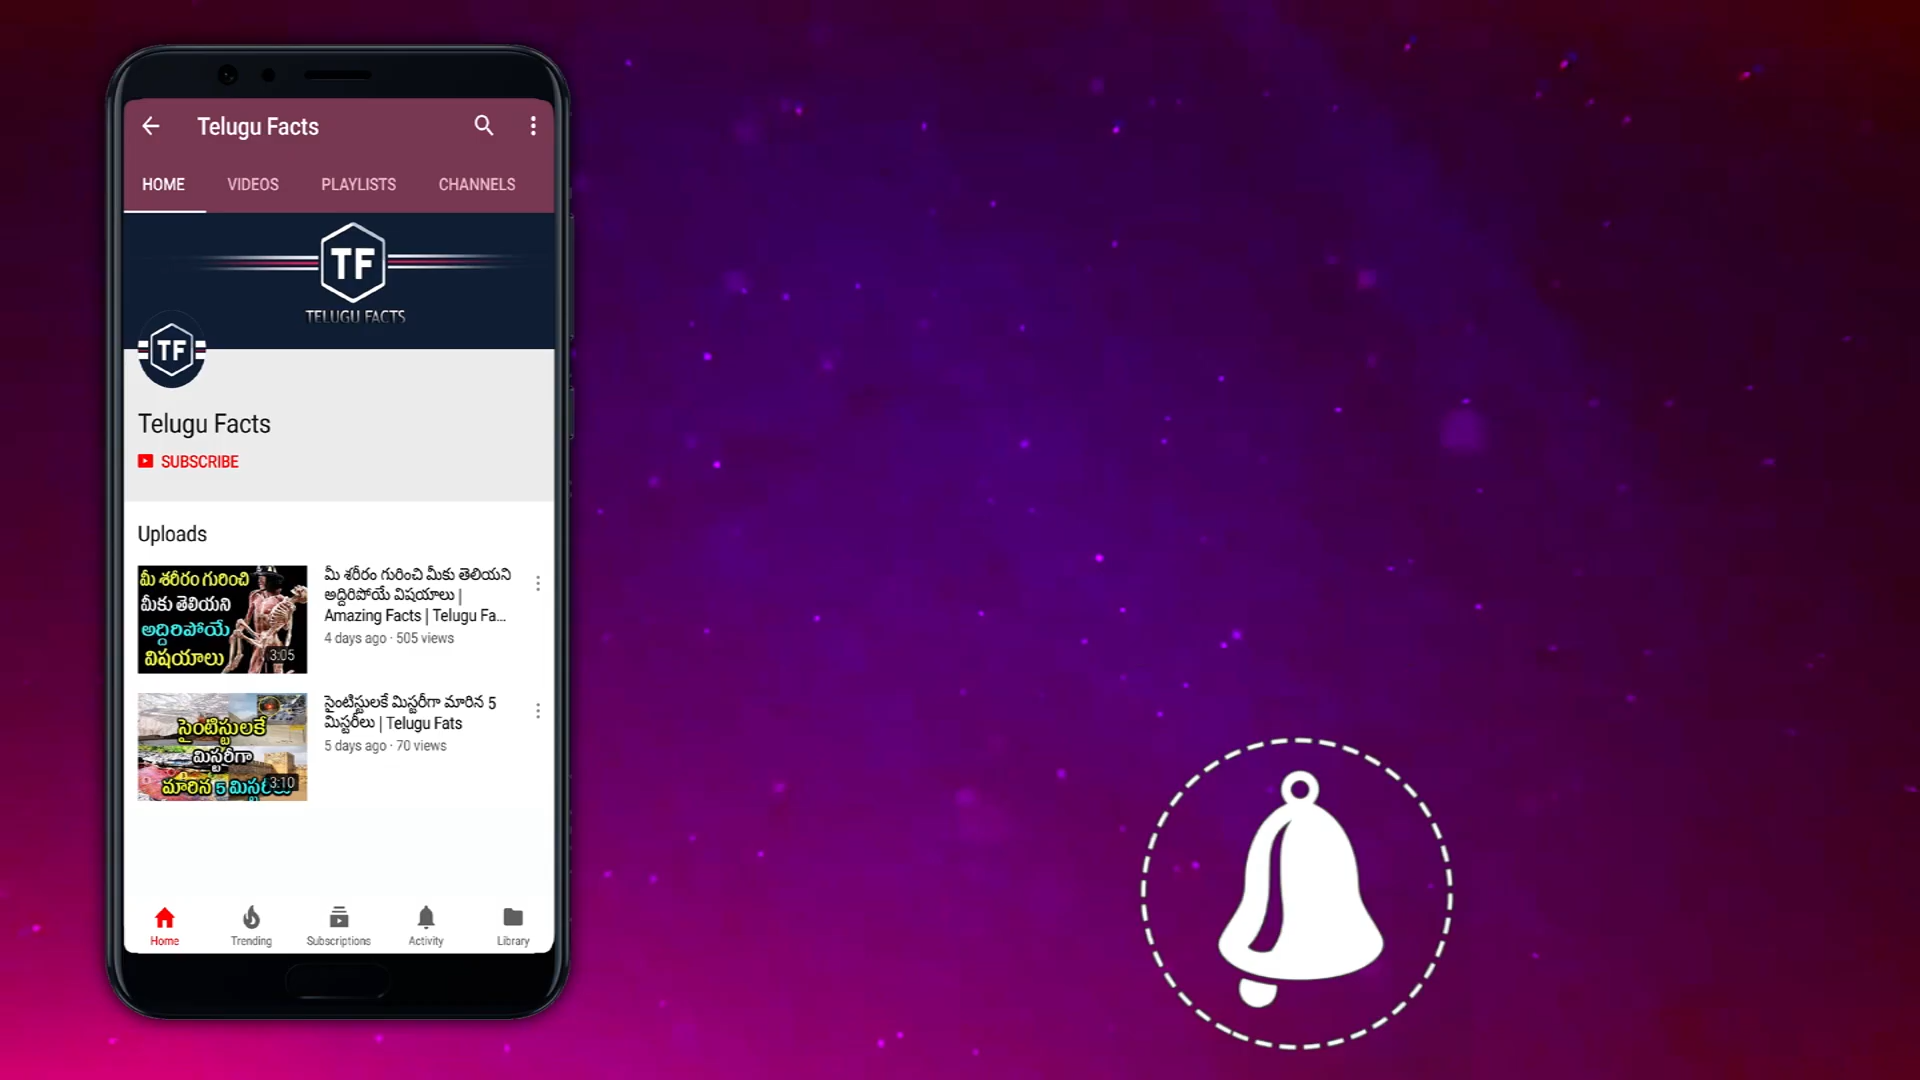 Telugu Facts
HOME VIDEOS PLAYLISTS CHANNELS
TF
TELUGU FACTS
TF
Telugu Facts
SUBSCRIBE
Uploads
మీ శరీరం గురించి
మీకు తెలియని
అద్దిరిపోయే
విషయాలు
3:05
మీ శరీరం గురించి మీకు తెలియని
అద్దిరిపోయే విషయాలు |
Amazing Facts | Telugu Fa...
4 days ago · 505 views
సైంటిస్టులకే
మిస్టరీగా
మారిన 5 మిస్టరీలు
3:10
సైంటిస్టులకే మిస్టరీగా మారిన 5
మిస్టరీలు | Telugu Fats
5 days ago · 70 views
Home Trending Subscriptions Activity Library